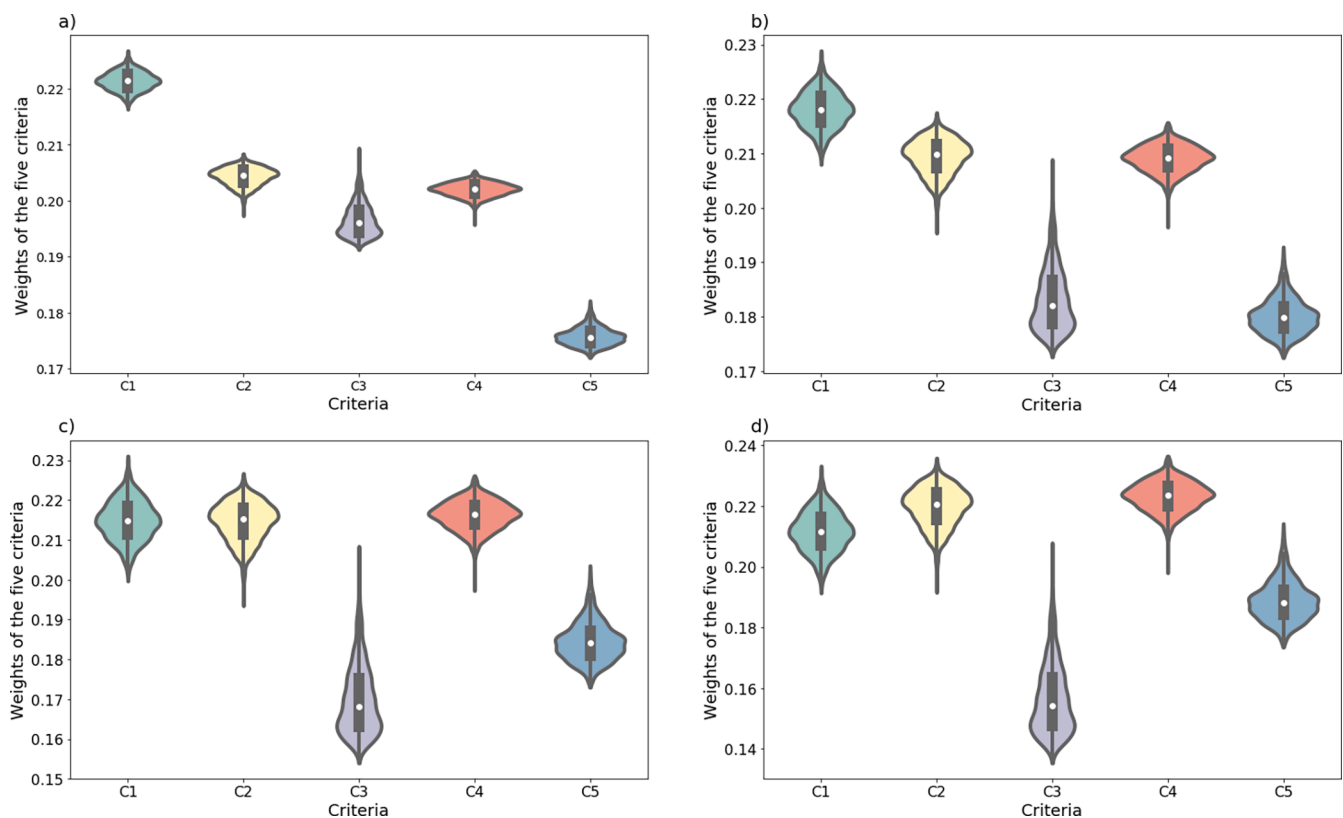 a)
Weights of the five criteria
0.22
0.21
0.20
0.19
0.18
0.17
C1 C2 C3 C4 C5
Criteria
b)
Weights of the five criteria
0.23
0.22
0.21
0.20
0.19
0.18
0.17
C1 C2 C3 C4 C5
Criteria
c)
Weights of the five criteria
0.23
0.22
0.21
0.20
0.19
0.18
0.17
0.16
0.15
C1 C2 C3 C4 C5
Criteria
d)
Weights of the five criteria
0.24
0.22
0.20
0.18
0.16
0.14
C1 C2 C3 C4 C5
Criteria